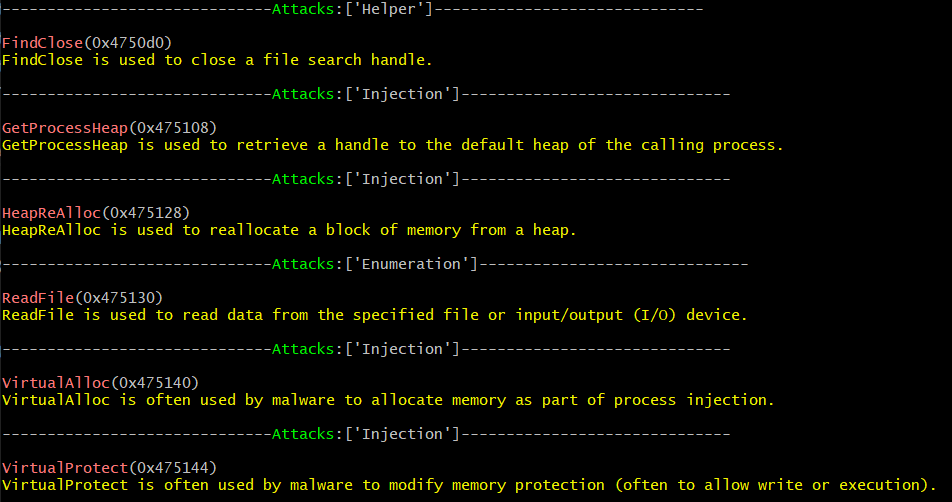 ------------------------------Attacks:['Helper']------------------------------
FindClose(0x4750d0)
FindClose is used to close a file search handle.
------------------------------Attacks:['Injection']------------------------------
GetProcessHeap(0x475108)
GetProcessHeap is used to retrieve a handle to the default heap of the calling process.
------------------------------Attacks:['Injection']------------------------------
HeapReAlloc(0x475128)
HeapReAlloc is used to reallocate a block of memory from a heap.
------------------------------Attacks:['Enumeration']------------------------------
ReadFile(0x475130)
ReadFile is used to read data from the specified file or input/output (I/O) device.
------------------------------Attacks:['Injection']------------------------------
VirtualAlloc(0x475140)
VirtualAlloc is often used by malware to allocate memory as part of process injection.
------------------------------Attacks:['Injection']------------------------------
VirtualProtect(0x475144)
VirtualProtect is often used by malware to modify memory protection (often to allow write or execution).